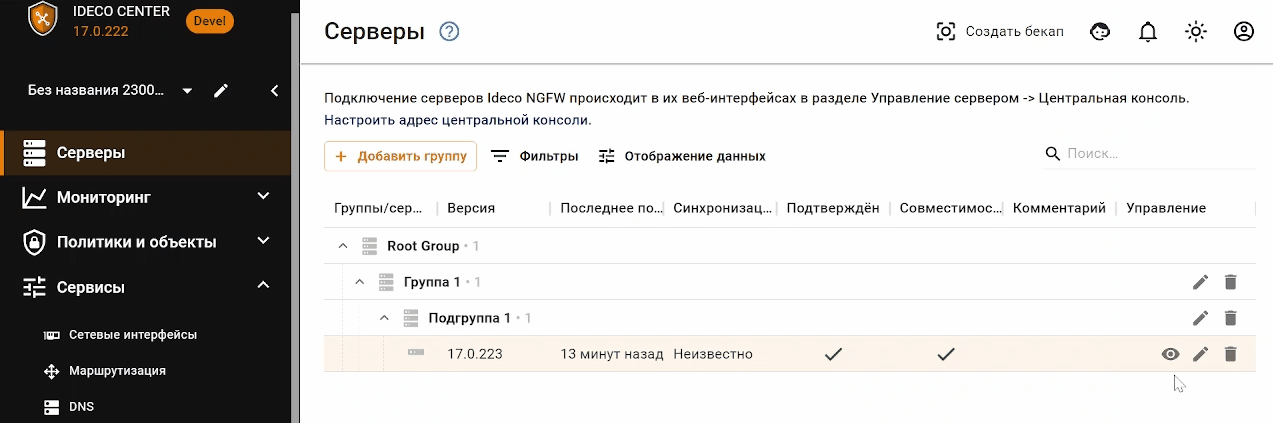 IDECO CENTER
17.0.222
Devel
Без названия 2300...
Серверы
Мониторинг
Политики и объекты
Сервисы
Сетевые интерфейсы
Маршрутизация
DNS
Серверы
Создать бекап
Подключение серверов Ideco NGFW происходит в их веб-интерфейсах в разделе Управление сервером -> Центральная консоль.
Настроить адрес центральной консоли.
+ Добавить группу Фильтры Отображение данных Поиск...
Группы/сер... Версия Последнее по... Синхронизац... Подтверждён Совместимос... Комментарий Управление
Root Group • 1
Группа 1 • 1
Подгруппа 1 • 1
17.0.223 13 минут назад Неизвестно